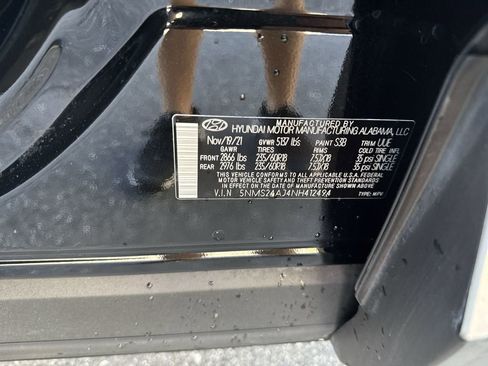 MANUFACTURED BY
HYUNDAI MOTOR MANUFACTURING ALABAMA, LLC
Nov/19/21 GVWR 5137 lbs PAINT S3B TRIM UUE
GAWR TIRES RIMS COLD TIRE INFL.
FRONT 2866 lbs 235/60R18 7.5JX18 35 psi SINGLE
REAR 2976 lbs 235/60R18 7.5JX18 35 psi SINGLE
THIS VEHICLE CONFORMS TO ALL APPLICABLE U.S.A. FEDERAL
MOTOR VEHICLE SAFETY AND THEFT PREVENTION STANDARDS
IN EFFECT ON THE DATE OF MANUFACTURE SHOWN ABOVE.
V.I.N 5NMS24AJ4NH412494 TYPE: MPV